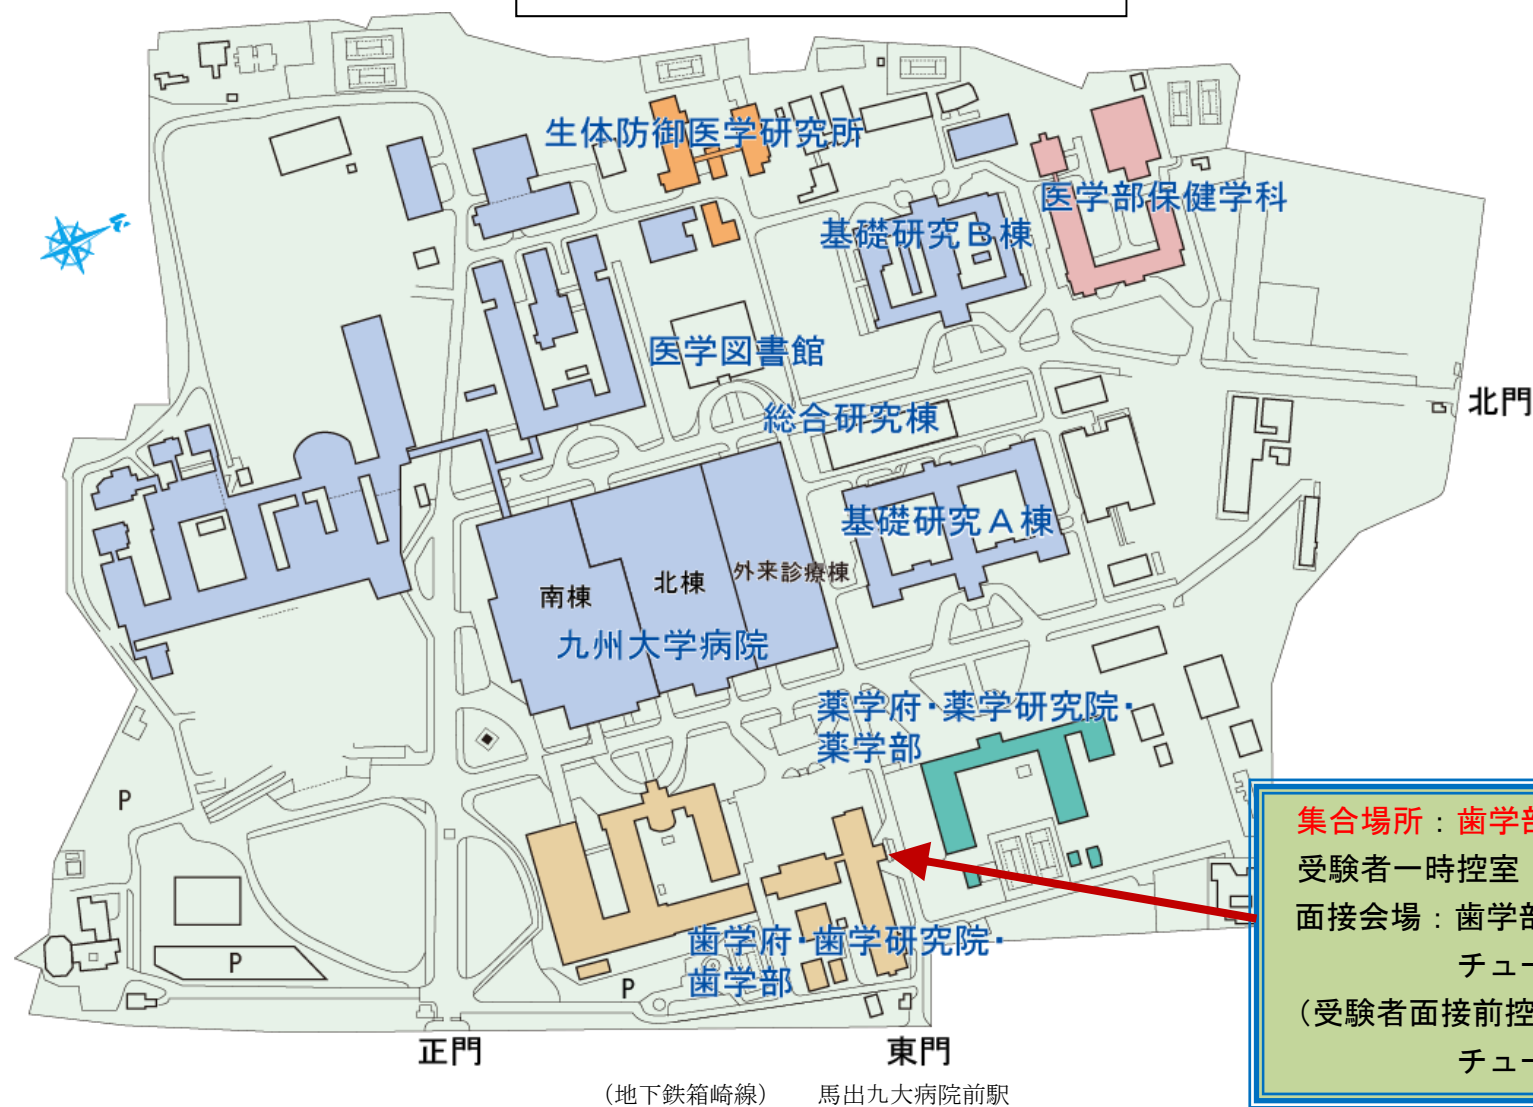 生体防御医学研究所
医学部保健学科
基礎研究B棟
医学図書館
北門
総合研究棟
基礎研究A棟
外来診療棟
北棟
南棟
九州大学病院
薬学府・薬学研究院・
薬学部
P
集合場所：歯学部
受験者一時控室
面接会場：歯学部
チュー
（受験者面接前控
チュー
歯学府・歯学研究院・
歯学部
P
P
正門
東門
（地下鉄箱崎線）　馬出九大病院前駅